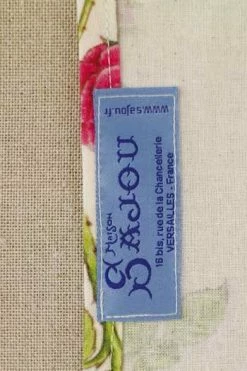 Maison
SAJOU
16 bis, rue de la Chancellerie
VERSAILLES - France
www.sajou.fr